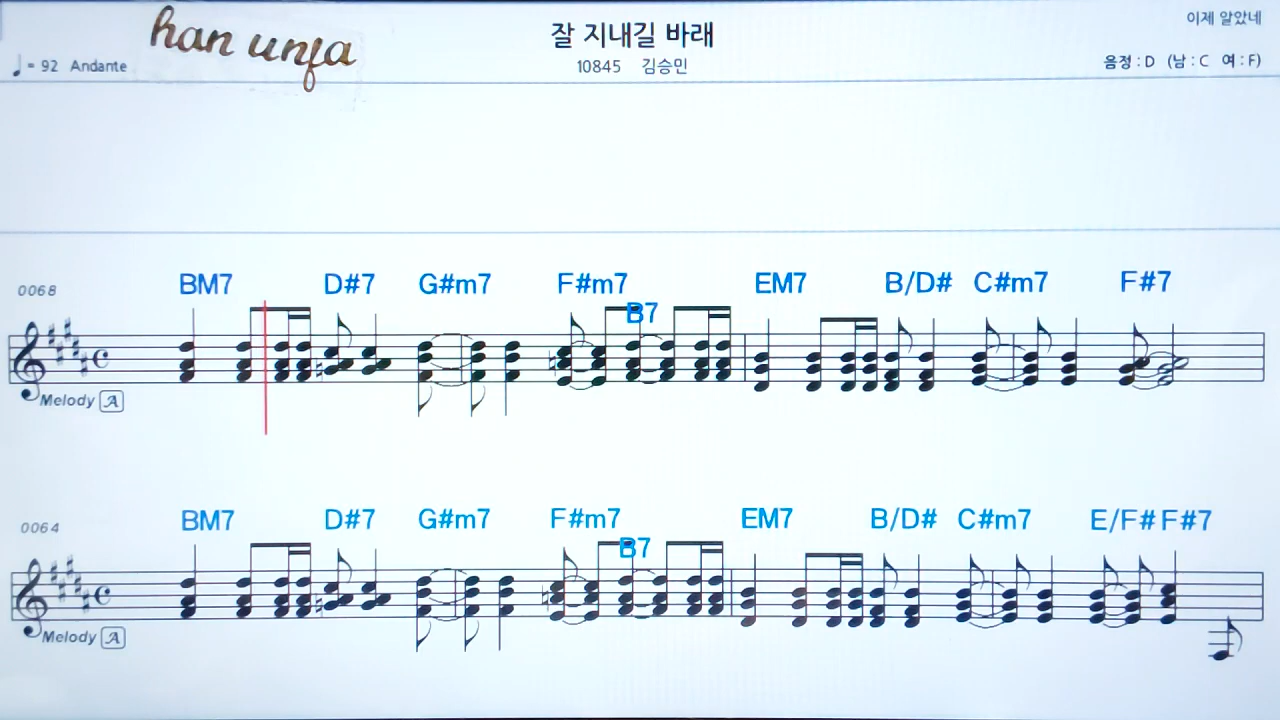 han unfa
잘 지내길 바래
이제 알았네
♩= 92 Andante
10845 김승민
음정 : D (남 : C 여 : F)
0068
BM7 D#7 G#m7 F#m7 B7 EM7 B/D# C#m7 F#7
Melody A
0064
BM7 D#7 G#m7 F#m7 B7 EM7 B/D# C#m7 E/F# F#7
Melody A